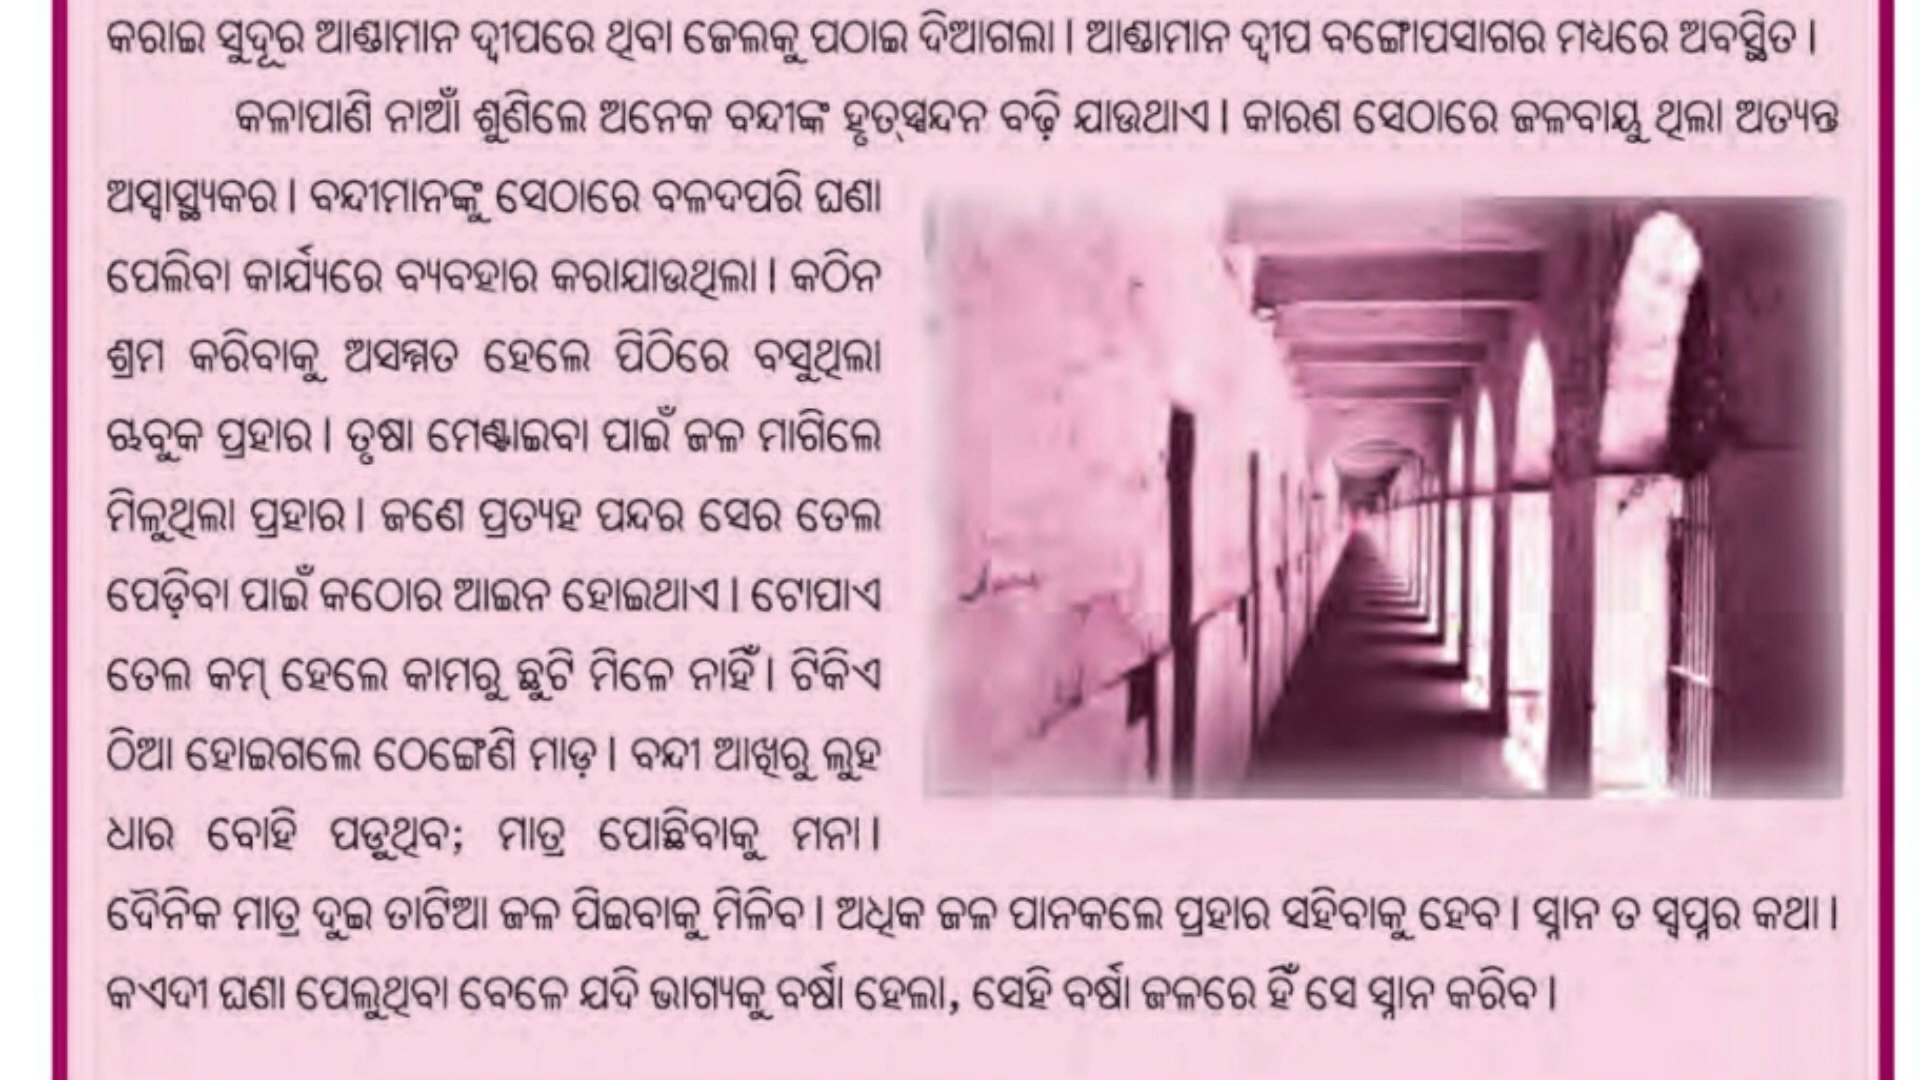 କରାଇ ସୁଦୂର ଆଣ୍ଡାମାନ ଦ୍ୱୀପରେ ଥିବା ଜେଲକୁ ପଠାଇ ଦିଆଗଲା । ଆଣ୍ଡାମାନ ଦ୍ୱୀପ ବଙ୍ଗୋପସାଗର ମଧ୍ୟରେ ଅବସ୍ଥିତ ।
କଳାପାଣି ନାଆଁ ଶୁଣିଲେ ଅନେକ ବନ୍ଦୀଙ୍କ ହୃତ୍‌ସ୍ପନ୍ଦନ ବଢ଼ି ଯାଉଥାଏ । କାରଣ ସେଠାରେ ଜଳବାୟୁ ଥିଲା ଅତ୍ୟନ୍ତ
ଅସ୍ୱାସ୍ଥ୍ୟକର । ବନ୍ଦୀମାନଙ୍କୁ ସେଠାରେ ବଳଦପରି ଘଣା
ପେଲିବା କାର୍ଯ୍ୟରେ ବ୍ୟବହାର କରାଯାଉଥିଲା । କଠିନ
ଶ୍ରମ କରିବାକୁ ଅସମ୍ମତ ହେଲେ ପିଠିରେ ବସୁଥିଲା
ଚାବୁକ ପ୍ରହାର । ତୃଷା ମେଣ୍ଟାଇବା ପାଇଁ ଜଳ ମାଗିଲେ
ମିଳୁଥିଲା ପ୍ରହାର । ଜଣେ ପ୍ରତ୍ୟହ ପନ୍ଦର ସେର ତେଲ
ପେଡ଼ିବା ପାଇଁ କଠୋର ଆଇନ ହୋଇଥାଏ । ଟୋପାଏ
ତେଲ କମ୍ ହେଲେ କାମରୁ ଛୁଟି ମିଳେ ନାହିଁ । ଟିକିଏ
ଠିଆ ହୋଇଗଲେ ଠେଙ୍ଗେଣି ମାଡ଼ । ବନ୍ଦୀ ଆଖିରୁ ଲୁହ
ଧାର ବୋହି ପଡୁଥିବ; ମାତ୍ର ପୋଛିବାକୁ ମନା ।
ଦୈନିକ ମାତ୍ର ଦୁଇ ତାଟିଆ ଜଳ ପିଇବାକୁ ମିଳିବ । ଅଧିକ ଜଳ ପାନକଲେ ପ୍ରହାର ସହିବାକୁ ହେବ । ସ୍ନାନ ତ ସ୍ୱପ୍ନର କଥା ।
କଏଦୀ ଘଣା ପେଲୁଥିବା ବେଳେ ଯଦି ଭାଗ୍ୟକୁ ବର୍ଷା ହେଲା, ସେହି ବର୍ଷା ଜଳରେ ହିଁ ସେ ସ୍ନାନ କରିବ ।